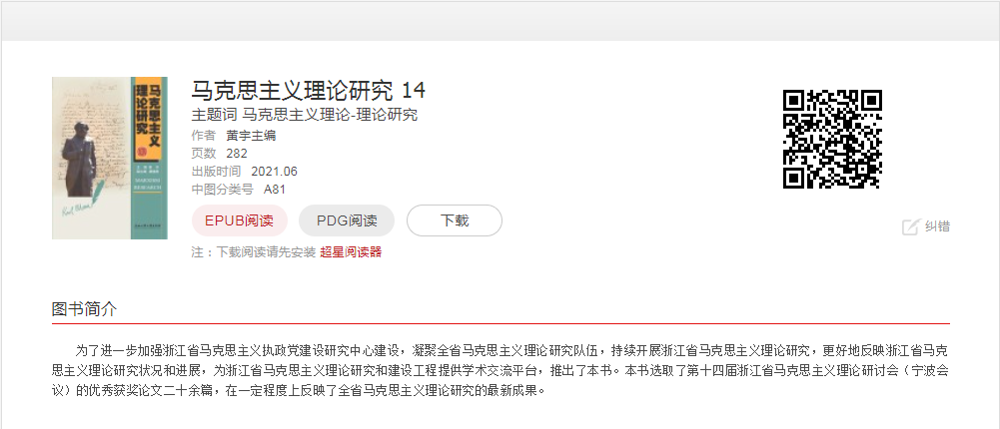 马克思主义
理论研究
MARXISM
RESEARCH
马克思主义理论研究 14
主题词 马克思主义理论-理论研究
作者 黄宇主编
页数 282
出版时间 2021.06
中图分类号 A81
EPUB阅读 PDG阅读 下载
注：下载阅读请先安装 超星阅读器
纠错
图书简介
为了进一步加强浙江省马克思主义执政党建设研究中心建设，凝聚全省马克思主义理论研究队伍，持续开展浙江省马克思主义理论研究，更好地反映浙江省马克
思主义理论研究状况和进展，为浙江省马克思主义理论研究和建设工程提供学术交流平台，推出了本书。本书选取了第十四届浙江省马克思主义理论研讨会（宁波会
议）的优秀获奖论文二十余篇，在一定程度上反映了全省马克思主义理论研究的最新成果。